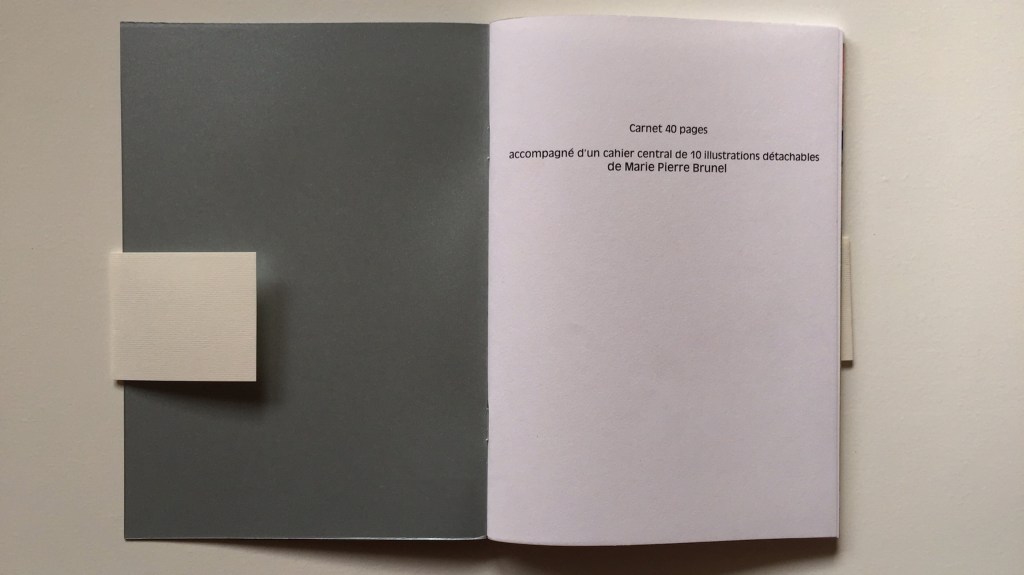 Carnet 40 pages
accompagné d'un cahier central de 10 illustrations détachables
de Marie Pierre Brunel